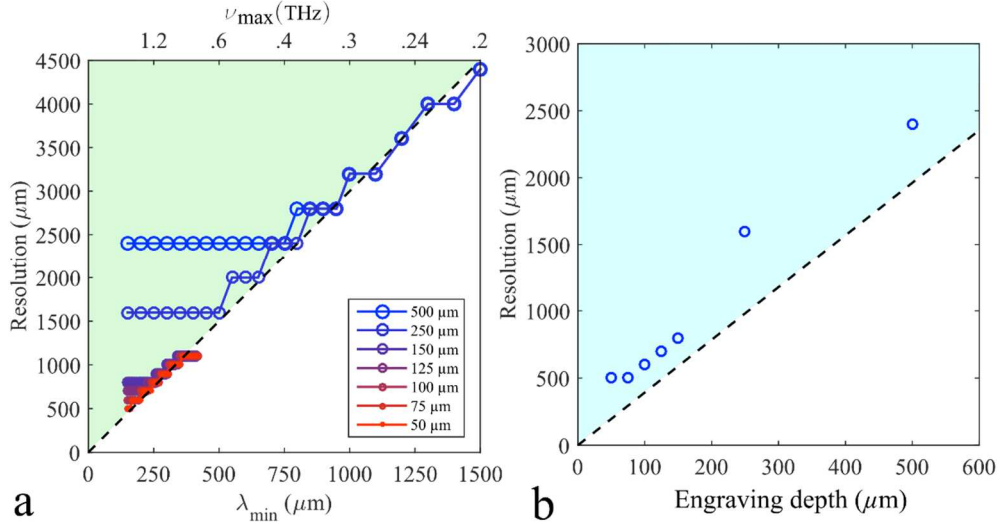 ν max (THz)
1.2 .6 .4 .3 .24 .2
4500
4000
3500
3000
2500
2000
1500
1000
500
0
Resolution (μm)
500 μm
250 μm
150 μm
125 μm
100 μm
75 μm
50 μm
0 250 500 750 1000 1250 1500
λ min (μm)
a
3000
2500
2000
1500
1000
500
0
Resolution (μm)
0 100 200 300 400 500 600
Engraving depth (μm)
b